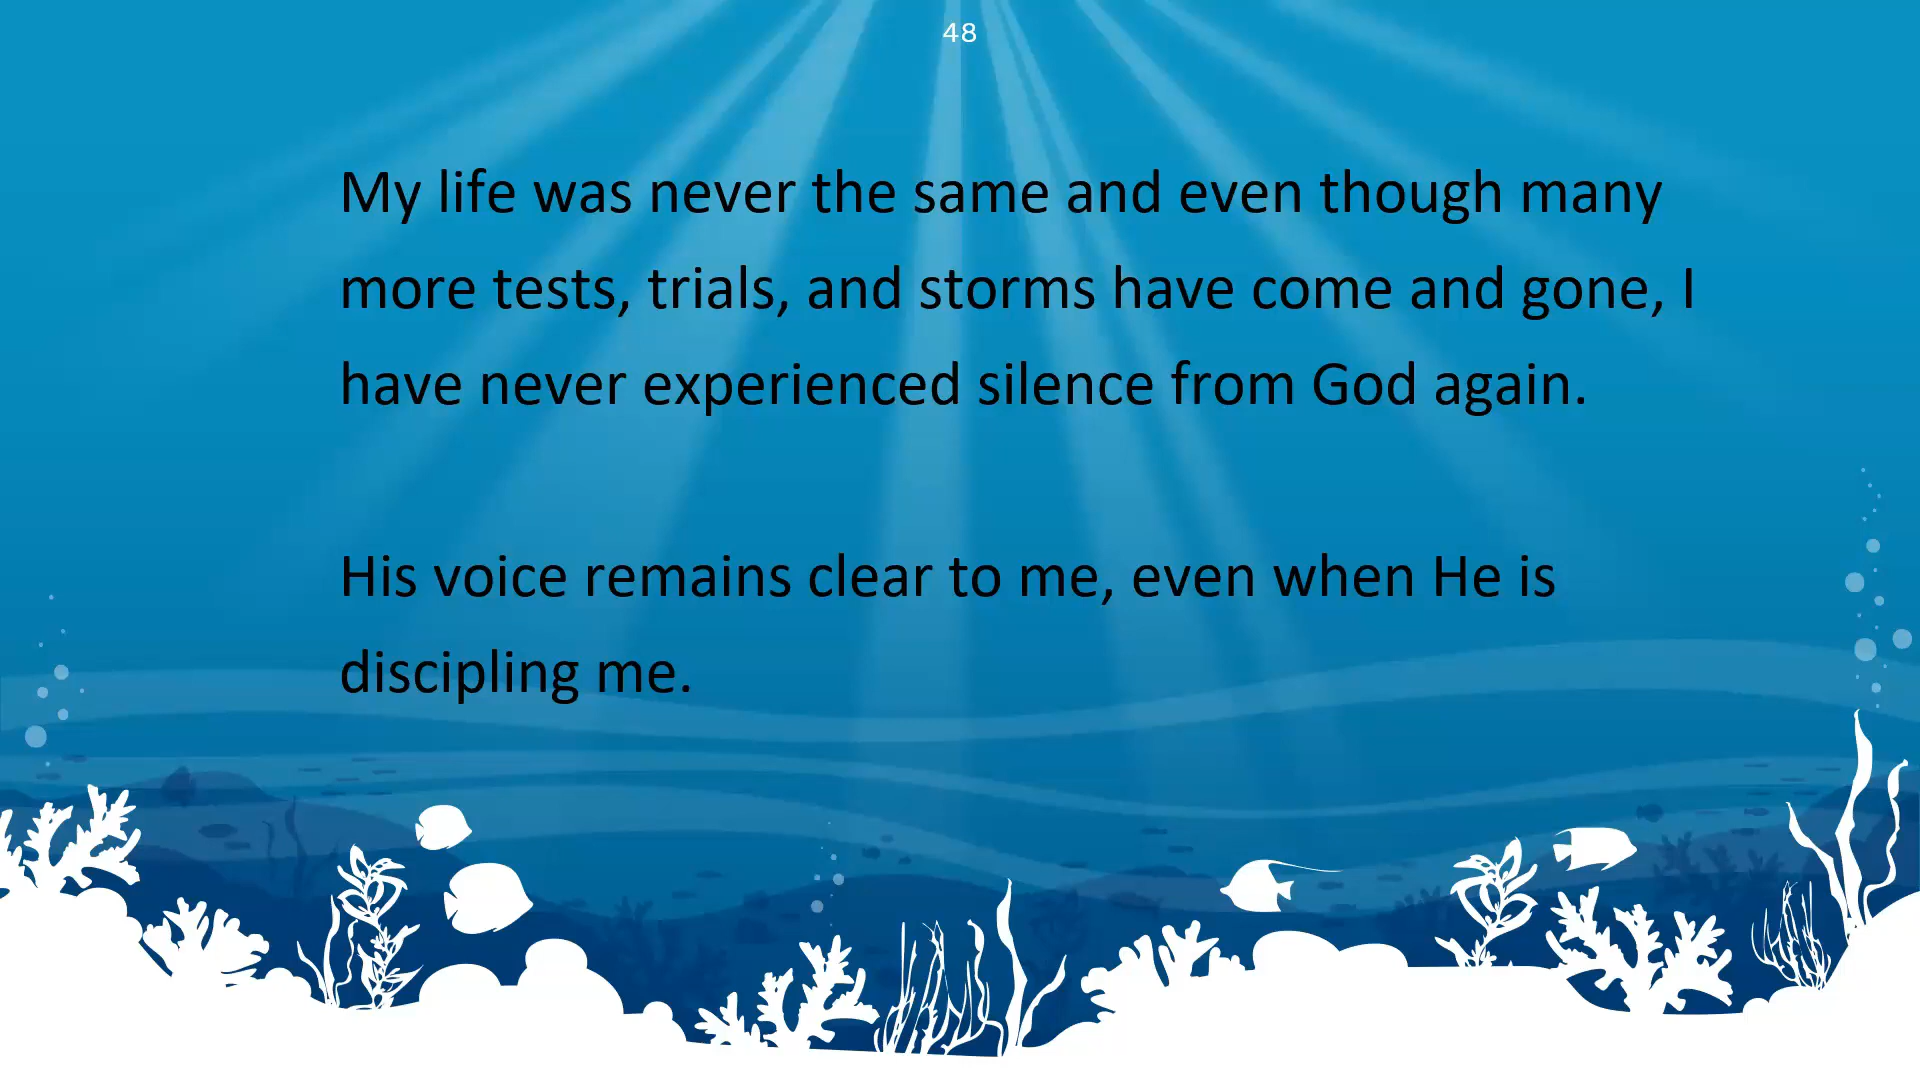 48
My life was never the same and even though many
more tests, trials, and storms have come and gone, I
have never experienced silence from God again.
His voice remains clear to me, even when He is
discipling me.